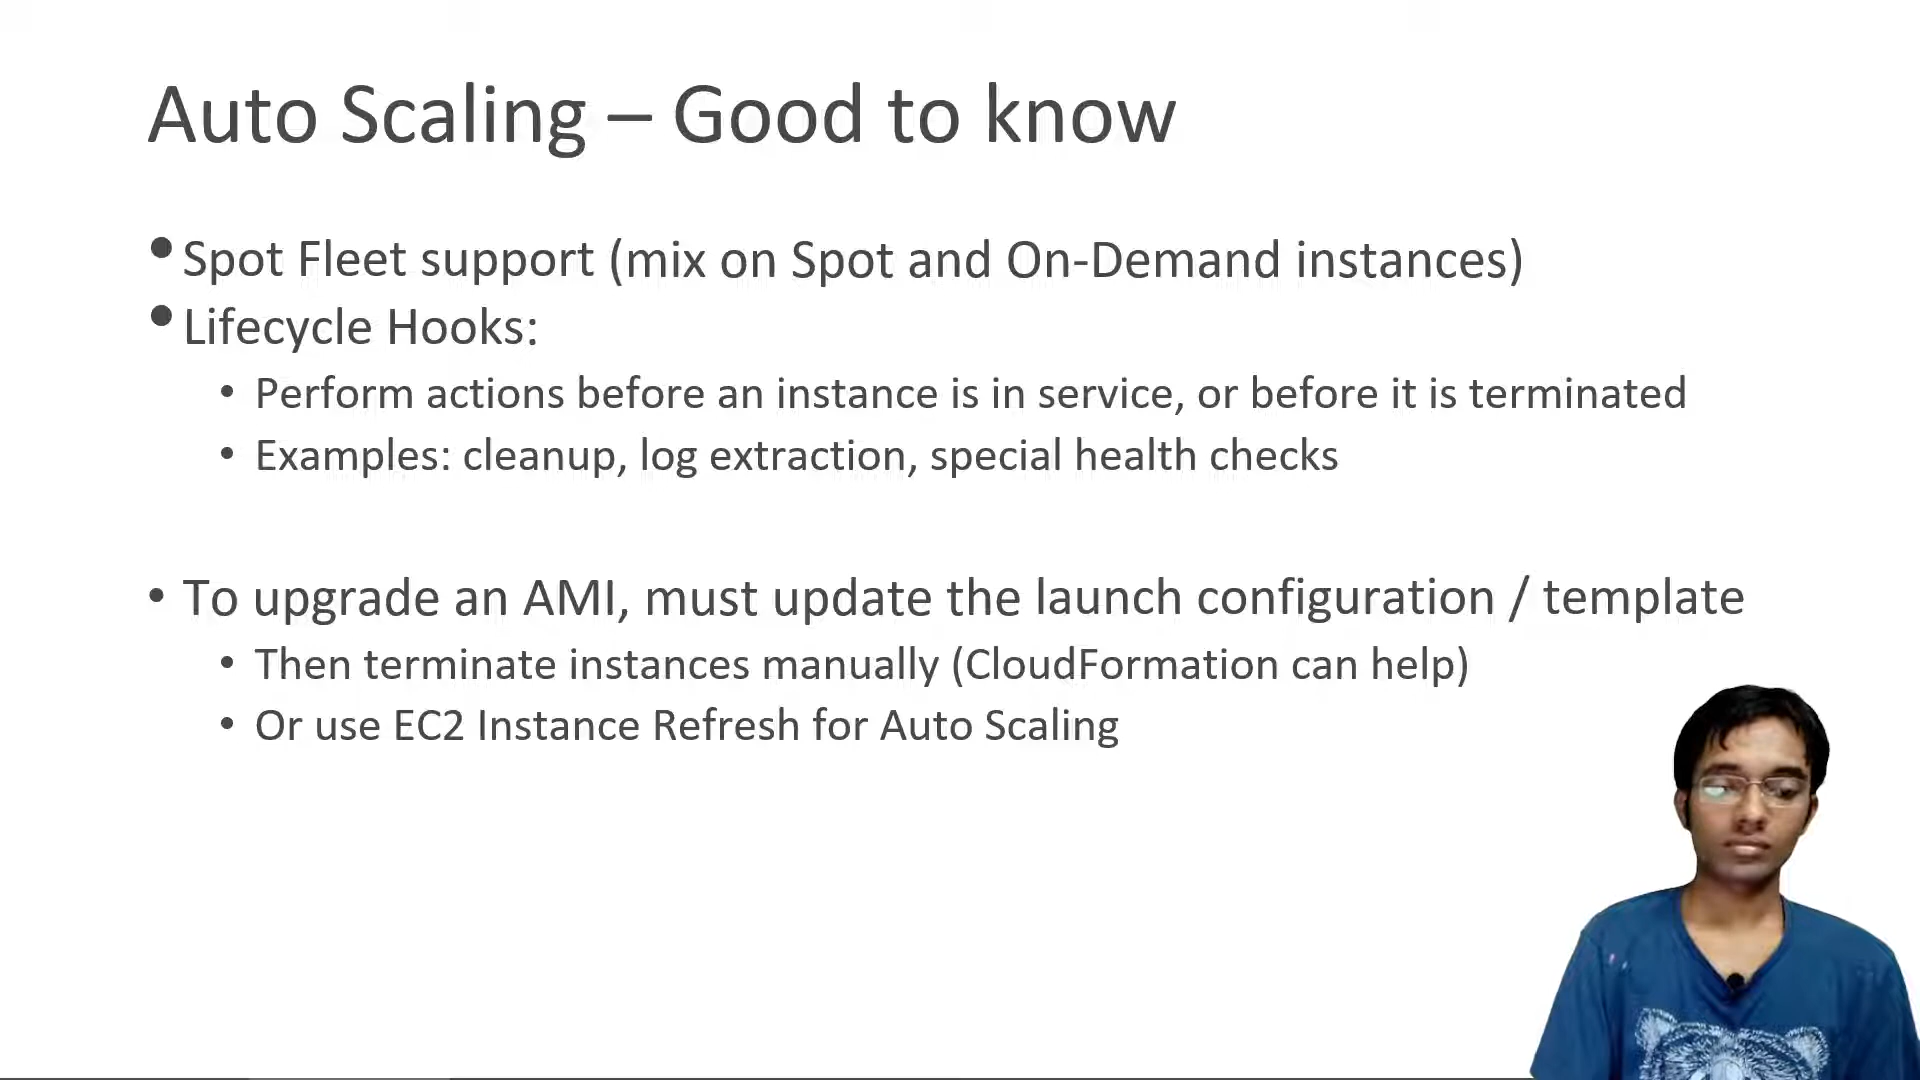 Auto Scaling – Good to know
• Spot Fleet support (mix on Spot and On-Demand instances)
• Lifecycle Hooks:
• Perform actions before an instance is in service, or before it is terminated
• Examples: cleanup, log extraction, special health checks
• To upgrade an AMI, must update the launch configuration / template
• Then terminate instances manually (CloudFormation can help)
• Or use EC2 Instance Refresh for Auto Scaling